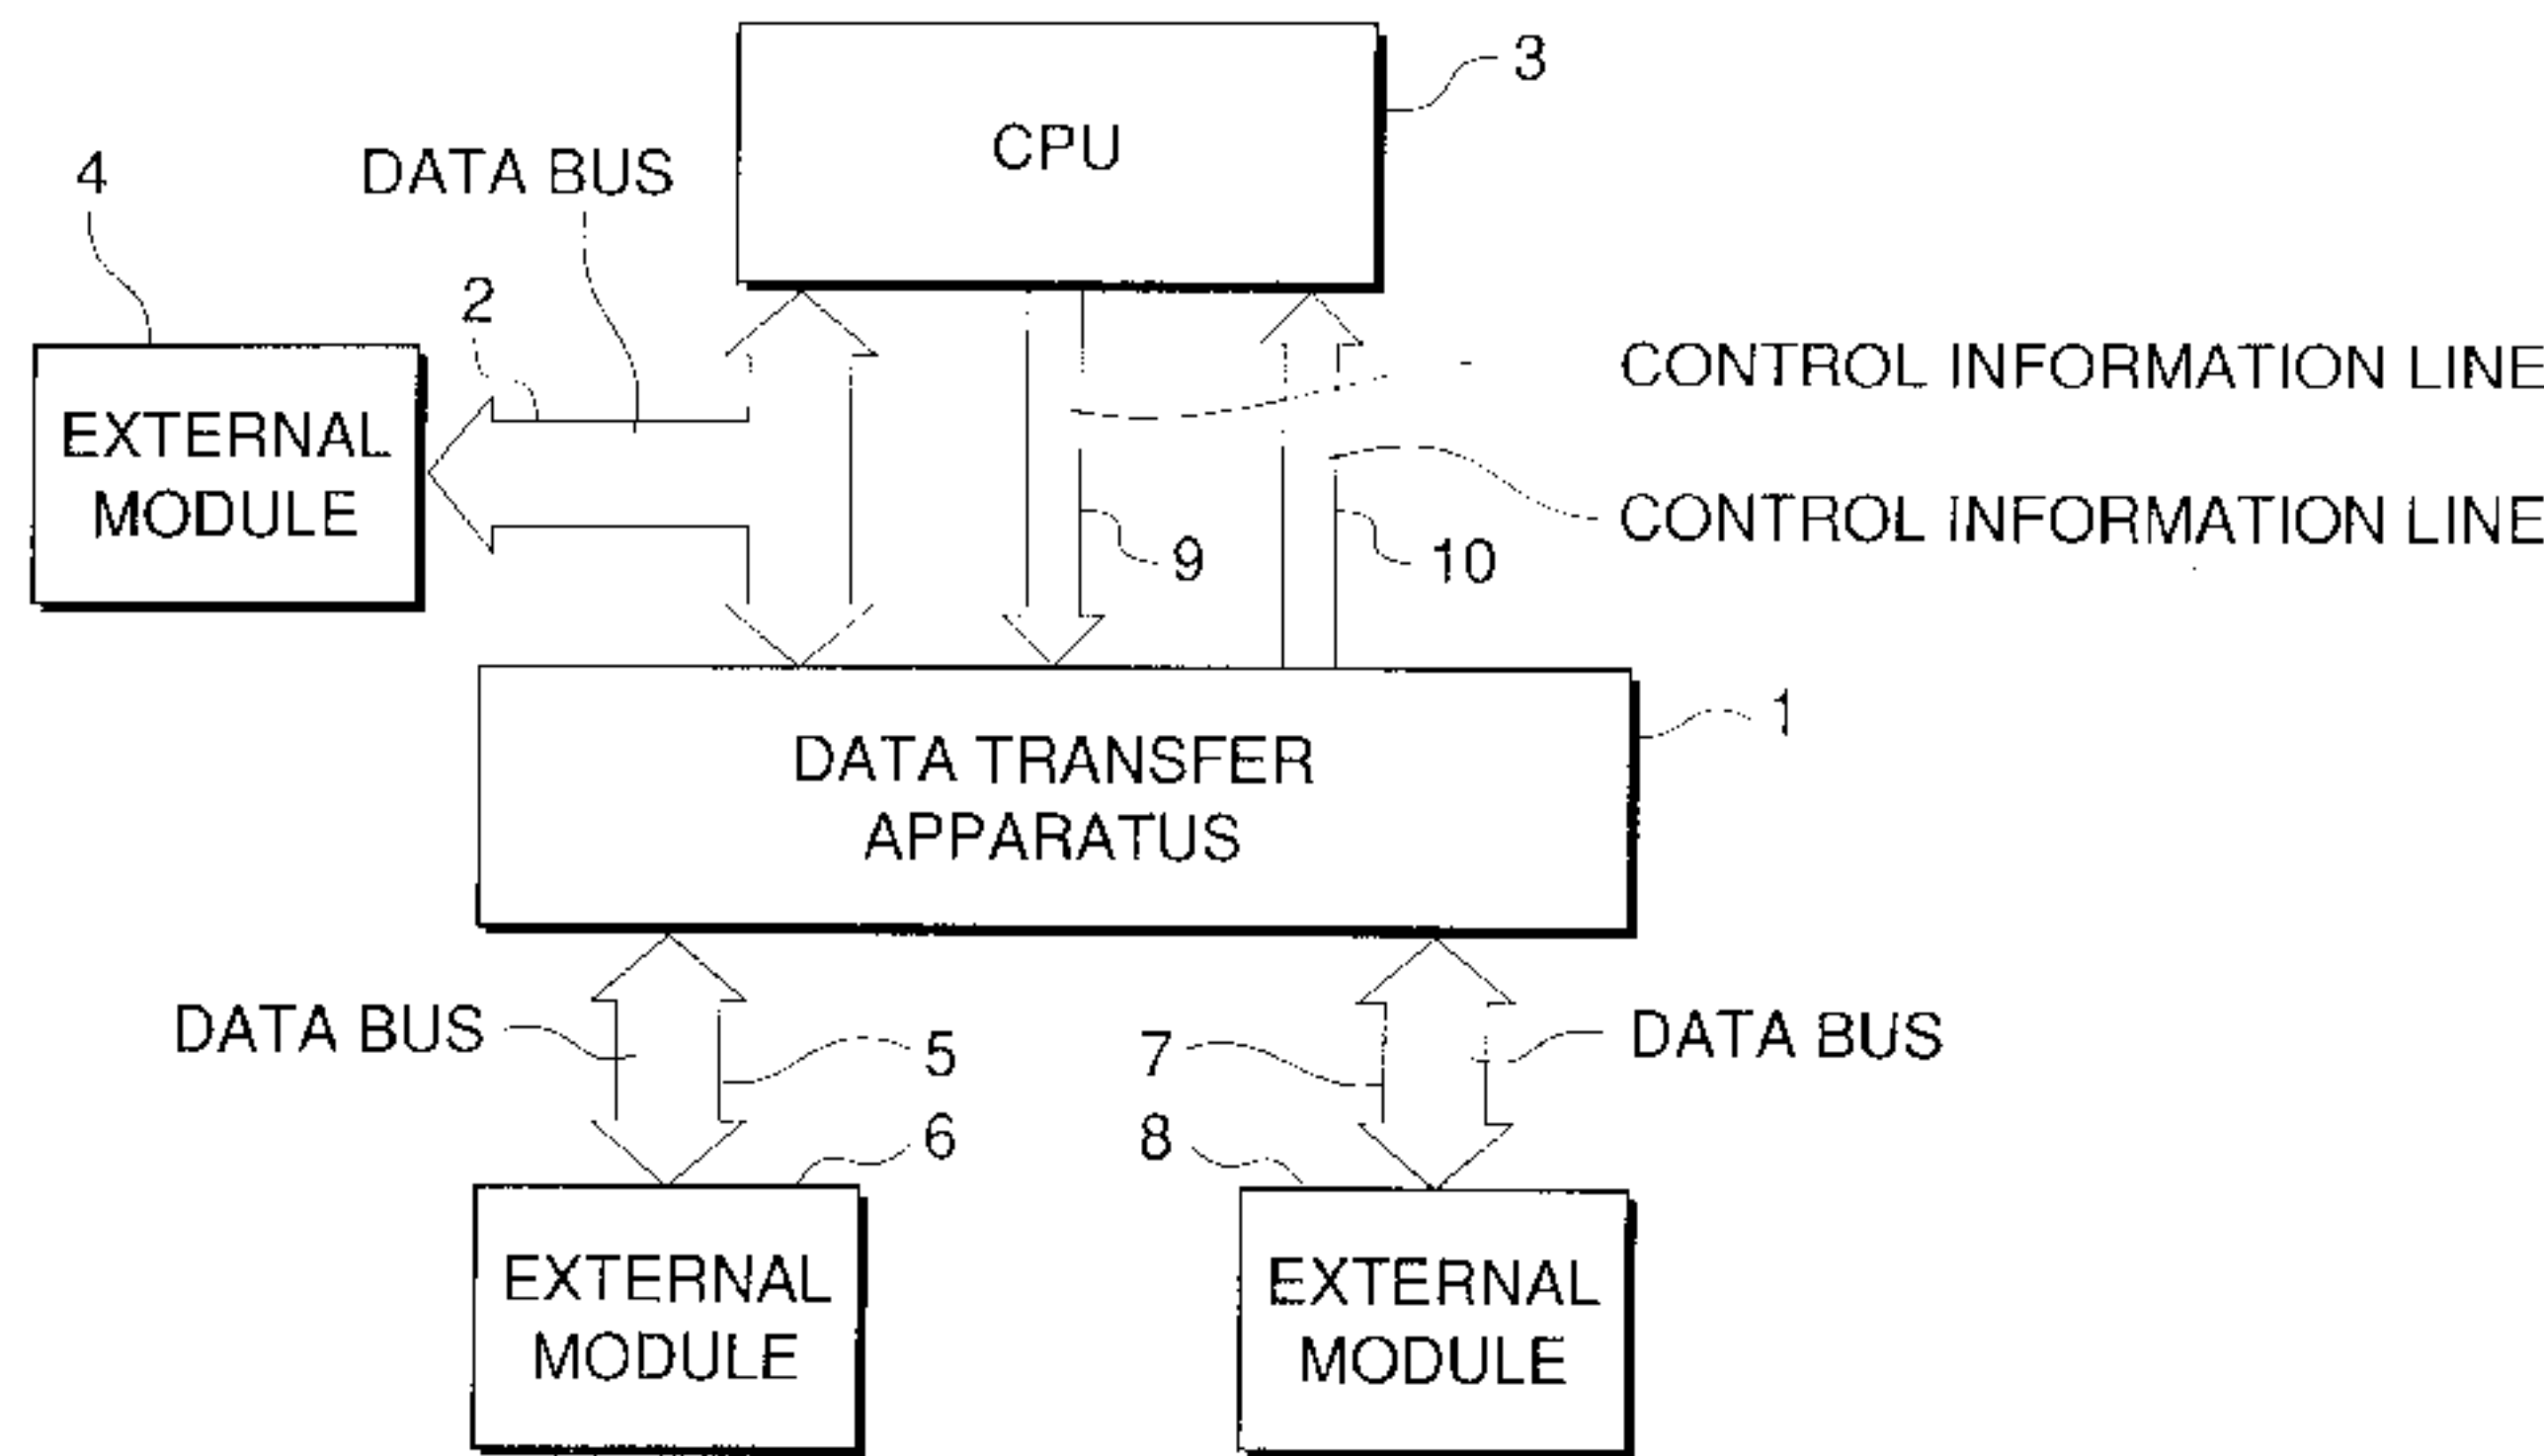 3
CPU
4
DATA BUS
2
CONTROL INFORMATION LINE
EXTERNAL
MODULE
CONTROL INFORMATION LINE
9
10
1
DATA TRANSFER
APPARATUS
DATA BUS
5
7
DATA BUS
6
8
EXTERNAL
MODULE
EXTERNAL
MODULE